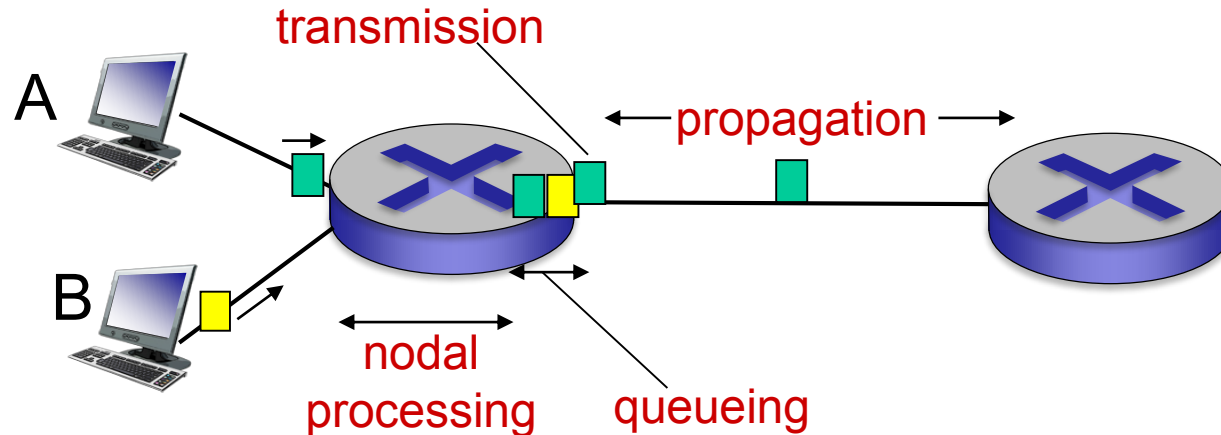 transmission
A
propagation
B
nodal
processing
queueing